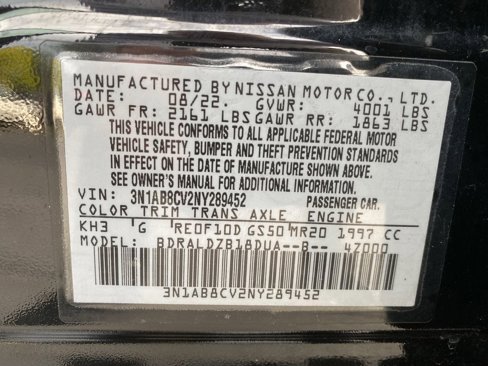 MANUFACTURED BY NISSAN MOTOR CO., LTD.
DATE: 08/22. GVWR: 4001 LBS
GAWR FR: 2161 LBS GAWR RR: 1863 LBS
THIS VEHICLE CONFORMS TO ALL APPLICABLE FEDERAL MOTOR
VEHICLE SAFETY, BUMPER AND THEFT PREVENTION STANDARDS
IN EFFECT ON THE DATE OF MANUFACTURE SHOWN ABOVE.
SEE OWNER'S MANUAL FOR ADDITIONAL INFORMATION.
VIN: 3N1AB8CV2NY289452 PASSENGER CAR.
COLOR TRIM TRANS AXLE ENGINE
KH3 G RE0F10D GS50 MR20 1997 CC
MODEL: BDRALDZB18DUA--B-- 4Z000
3N1AB8CV2NY289452